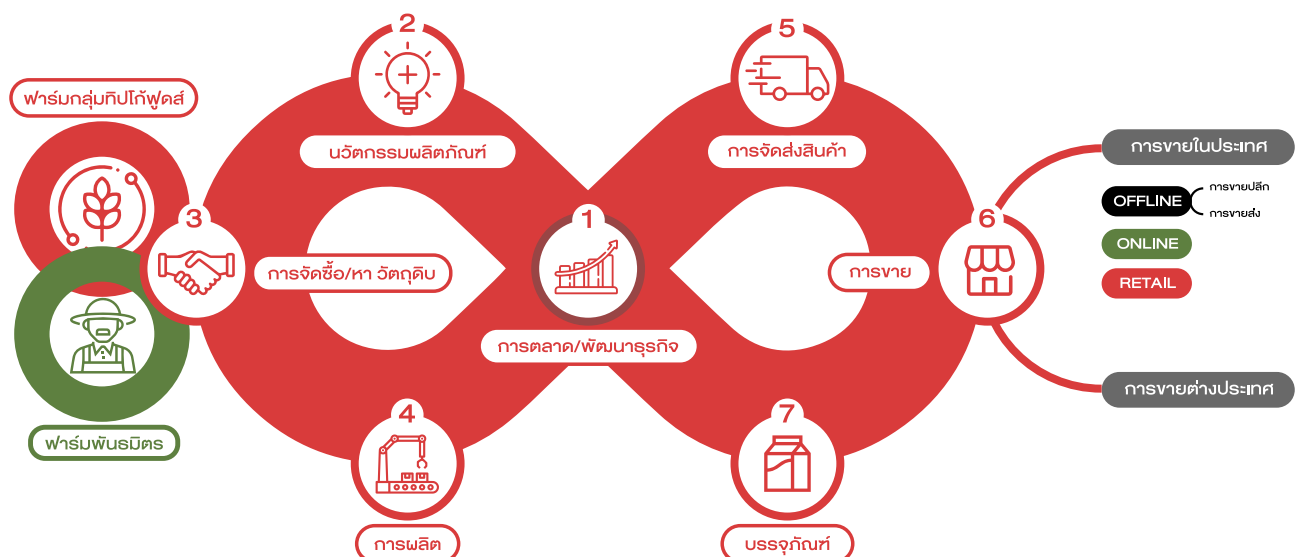 2
5
ฟาร์มกลุ่มทิปโก้ฟูดส์
นวัตกรรมผลิตภัณฑ์
การจัดส่งสินค้า
การขายในประเทศ
OFFLINE
การขายปลีก
การขายส่ง
3
1
6
ONLINE
การจัดซื้อ/หา วัตถุดิบ
การขาย
RETAIL
การตลาด/พัฒนาธุรกิจ
การขายต่างประเทศ
4
7
ฟาร์มพันธมิตร
การผลิต
บรรจุภัณฑ์